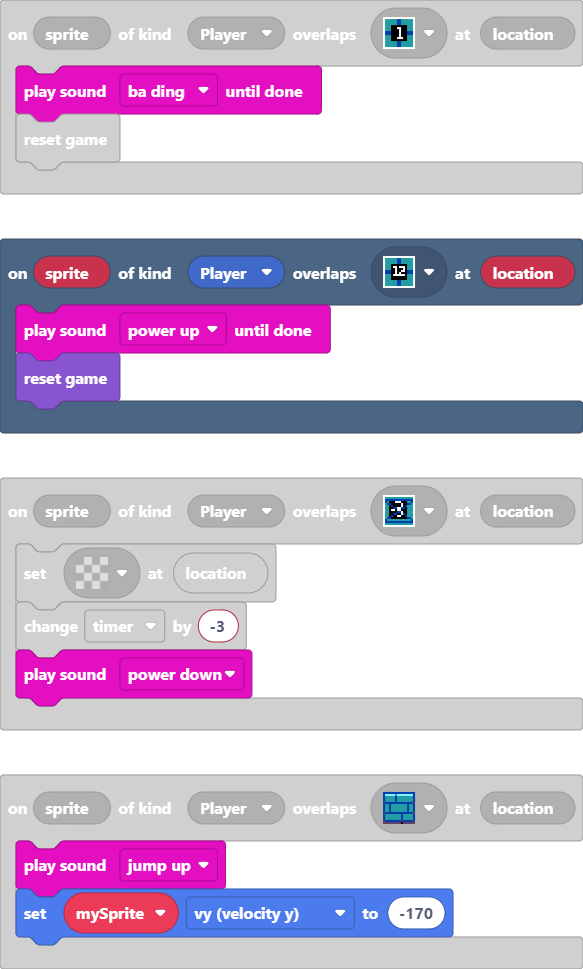 on sprite of kind Player overlaps 1 at location
play sound ba ding until done
reset game
on sprite of kind Player overlaps 12 at location
play sound power up until done
reset game
on sprite of kind Player overlaps -3 at location
set at location
change timer by -3
play sound power down
on sprite of kind Player overlaps at location
play sound jump up
set mySprite vy (velocity y) to -170